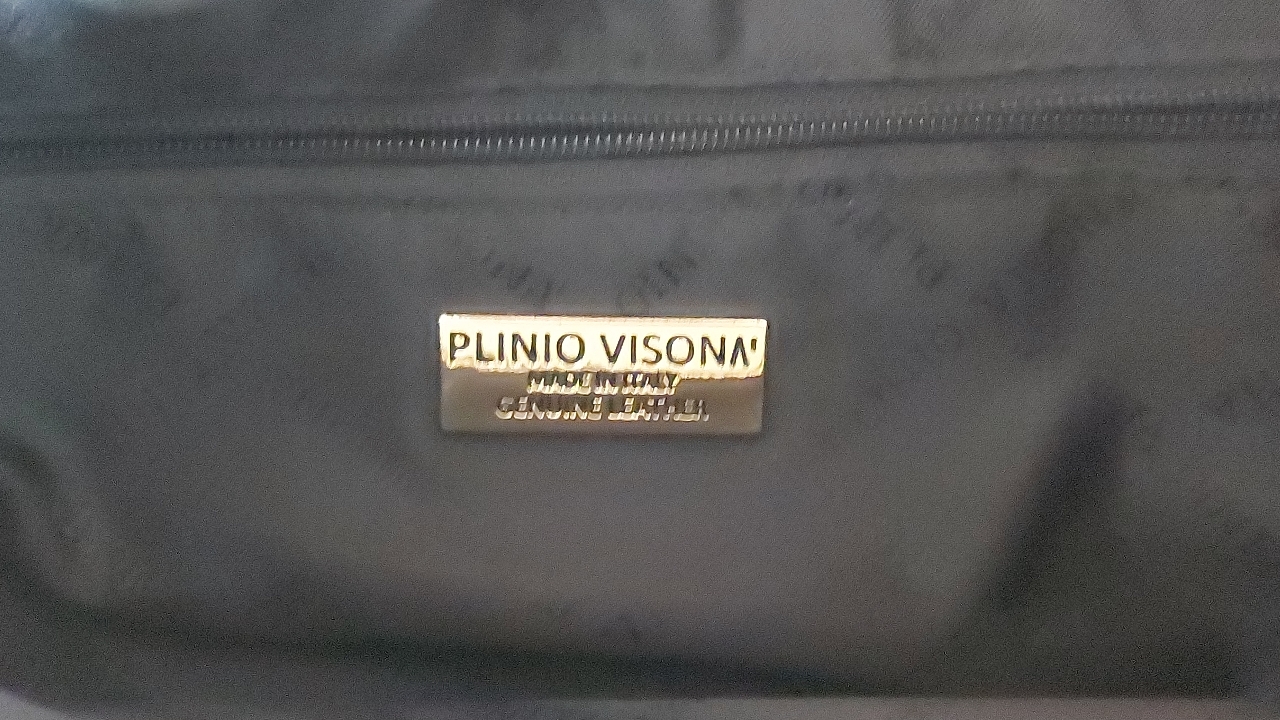 PLINIO VISONA'
MADE IN ITALY
GENUINE LEATHER